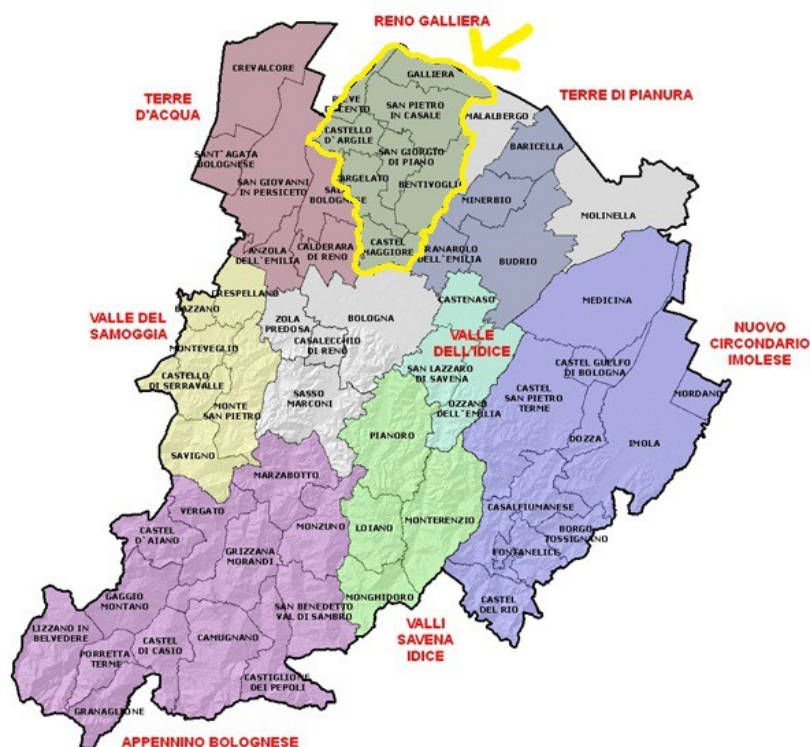 RENO GALLIERA
CREVALCORE
GALLIERA
TERRE
D'ACQUA
TERRE DI PIANURA
PIEVE
DI CENTO
SAN PIETRO
IN CASALE
MALALBERGO
CASTELLO
D'ARGILE
BARICELLA
SANT'AGATA
BOLOGNESE
SAN GIORGIO
DI PIANO
SAN GIOVANNI
IN PERSICETO
ARGELATO
BENTIVOGLIO
SALA
BOLOGNESE
MINERBIO
MOLINELLA
ANZOLA
DELL'EMILIA
CALDERARA
DI RENO
CASTEL
MAGGIORE
GRANAROLO
DELL'EMILIA
BUDRIO
CRESPELLANO
BAZZANO
CASTENASO
MEDICINA
VALLE DEL
SAMOGGIA
ZOLA
PREDOSA
BOLOGNA
VALLE
DELL'IDICE
NUOVO
CIRCONDARIO
IMOLESE
MONTEVEGLIO
CASALECCHIO
DI RENO
CASTEL GUELFO
DI BOLOGNA
CASTELLO
DI SERRAVALLE
SAN LAZZARO
DI SAVENA
CASTEL
SAN PIETRO
TERME
MORDANO
MONTE
SAN PIETRO
SASSO
MARCONI
OZZANO
DELL'EMILIA
PIANORO
DOZZA
IMOLA
SAVIGNO
MARZABOTTO
VERGATO
MONZUNO
CASALFIUMANESE
CASTEL
D'AIANO
LOIANO
MONTERENZIO
BORGO
TOSSIGNANO
GRIZZANA
MORANDI
FONTANELICE
GAGGIO
MONTANO
MONGHIDORO
CASTEL
DEL RIO
SAN BENEDETTO
VAL DI SAMBRO
LIZZANO IN
BELVEDERE
VALLI
SAVENA
IDICE
PORRETTA
TERME
CASTEL
DI CASIO
CAMUGNANO
CASTIGLIONE
DEI PEPOLI
GRANAGLIONE
APPENNINO BOLOGNESE